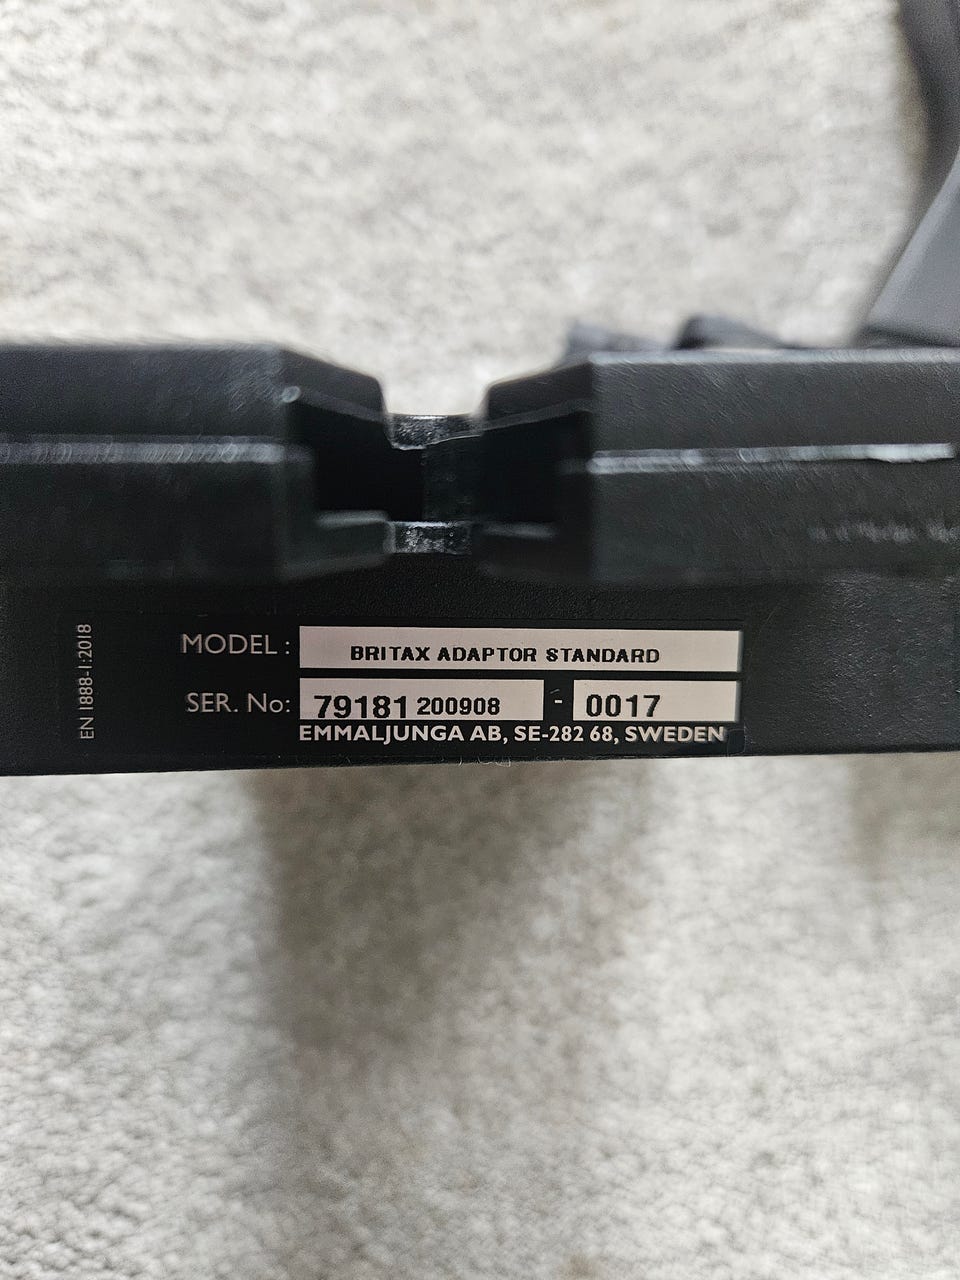 EN 1888-1:2018
MODEL : BRITAX ADAPTOR STANDARD
SER. No: 79181 200908 - 0017
EMMALJUNGA AB, SE-282 68, SWEDEN